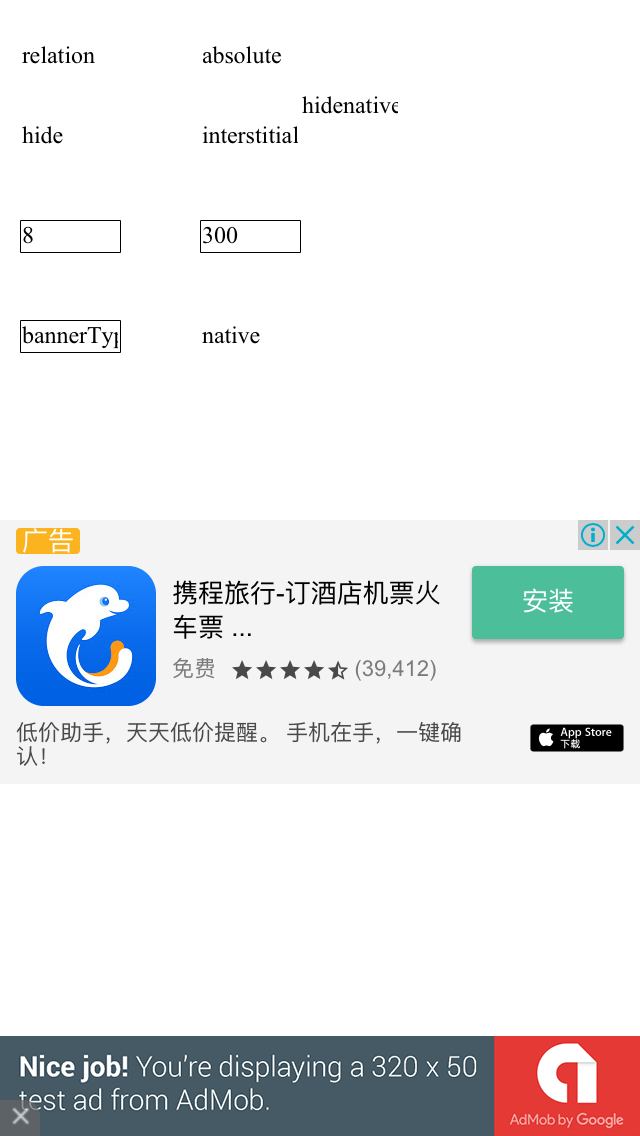 relation absolute
hidenative
hide interstitial
8 300
bannerTyp native
广告
携程旅行-订酒店机票火
车票 ...
安装
免费 (39,412)
低价助手，天天低价提醒。 手机在手，一键确
认！
App Store
下载
Nice job! You're displaying a 320 x 50
test ad from AdMob.
AdMob by Google